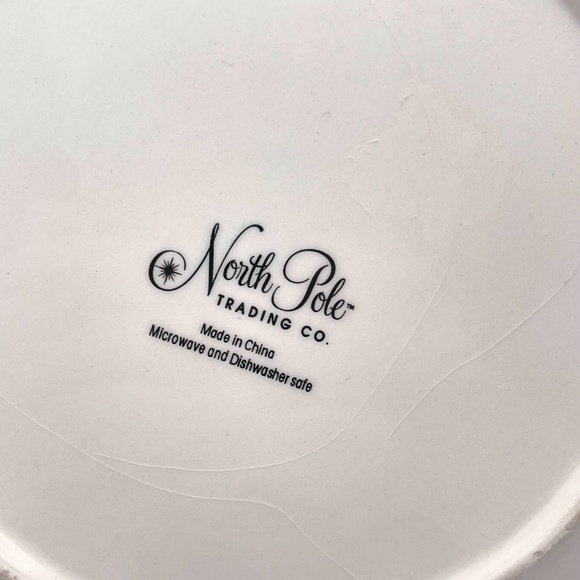 North Pole™
TRADING CO.
Made in China
Microwave and Dishwasher safe